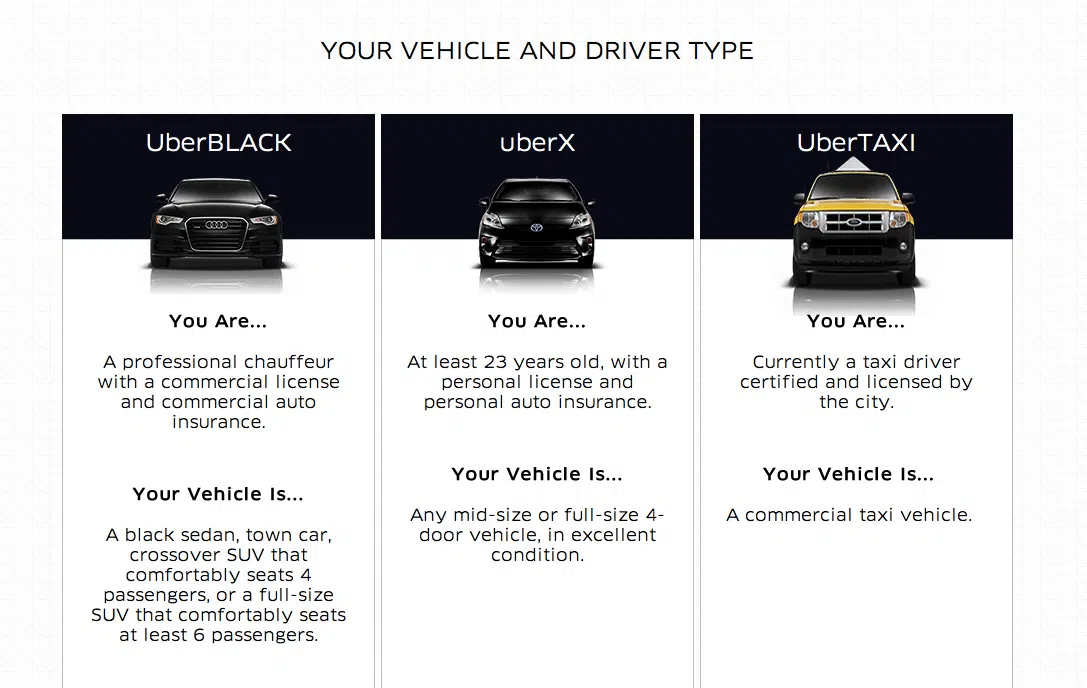 YOUR VEHICLE AND DRIVER TYPE
UberBLACK
You Are...
A professional chauffeur
with a commercial license
and commercial auto
insurance.
Your Vehicle Is...
A black sedan, town car,
crossover SUV that
comfortably seats 4
passengers, or a full-size
SUV that comfortably seats
at least 6 passengers.
uberX
You Are...
At least 23 years old, with a
personal license and
personal auto insurance.
Your Vehicle Is...
Any mid-size or full-size 4-
door vehicle, in excellent
condition.
UberTAXI
You Are...
Currently a taxi driver
certified and licensed by
the city.
Your Vehicle Is...
A commercial taxi vehicle.